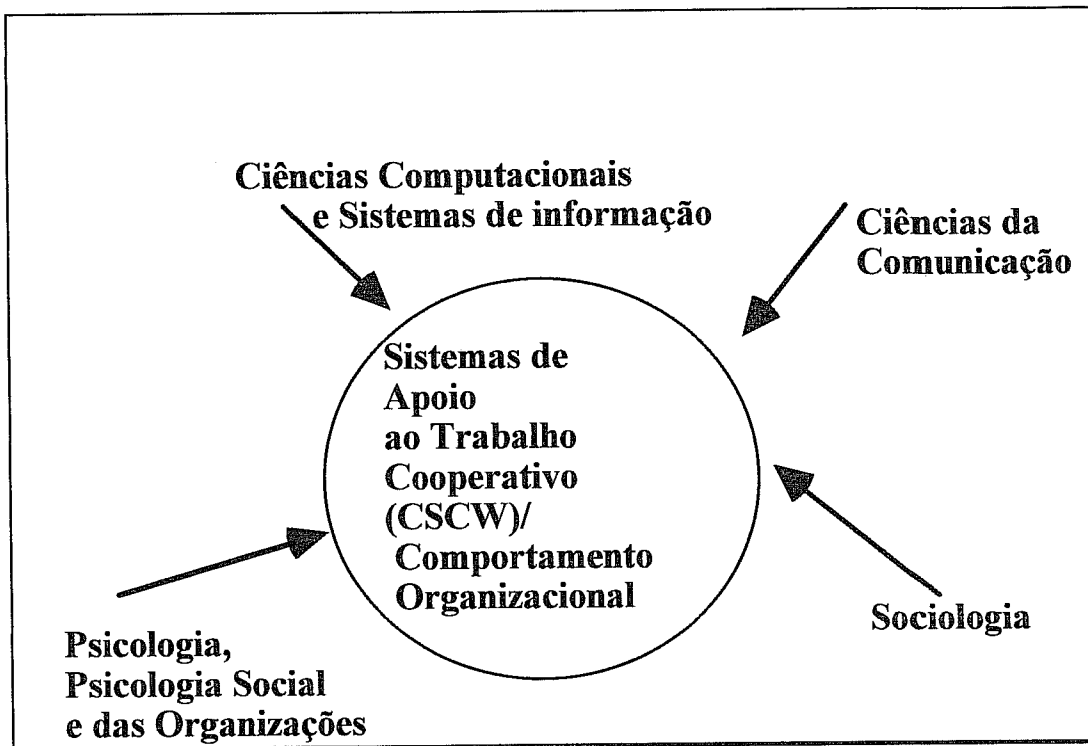 Ciências Computacionais
e Sistemas de informação
Ciências da
Comunicação
Sistemas de
Apoio
ao Trabalho
Cooperativo
(CSCW)/
Comportamento
Organizacional
Sociologia
Psicologia,
Psicologia Social
e das Organizações